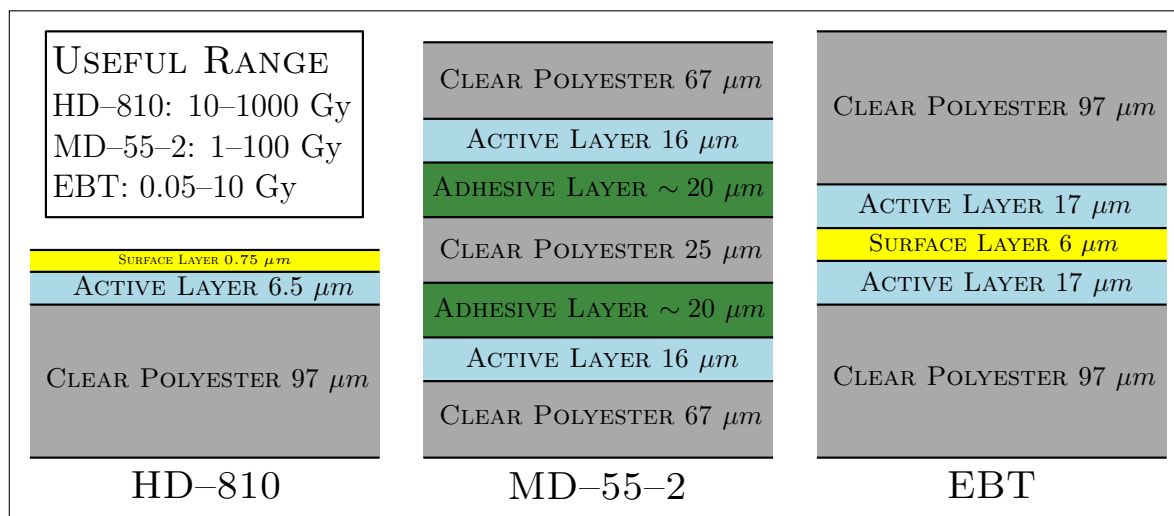 Useful Range
HD–810: 10–1000 Gy
MD–55–2: 1–100 Gy
EBT: 0.05–10 Gy
Surface Layer 0.75 μm
Active Layer 6.5 μm
Clear Polyester 97 μm
HD–810
Clear Polyester 67 μm
Active Layer 16 μm
Adhesive Layer ∼ 20 μm
Clear Polyester 25 μm
Adhesive Layer ∼ 20 μm
Active Layer 16 μm
Clear Polyester 67 μm
MD–55–2
Clear Polyester 97 μm
Active Layer 17 μm
Surface Layer 6 μm
Active Layer 17 μm
Clear Polyester 97 μm
EBT